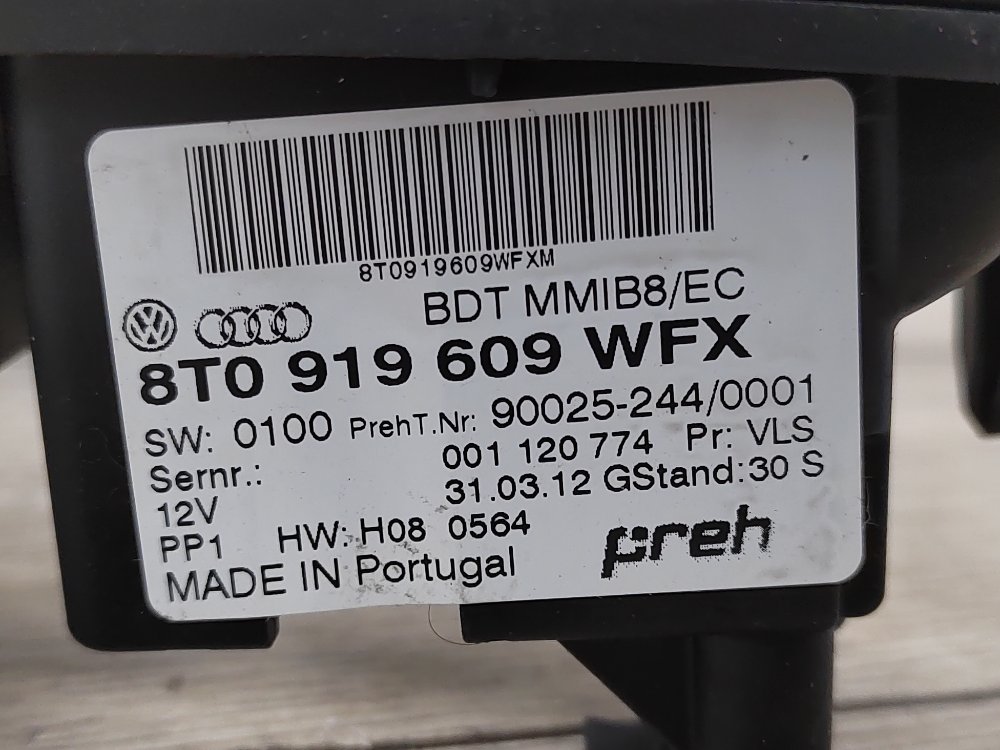 8T0919609WFXM
BDT MMIB8/EC
8T0 919 609 WFX
SW: 0100 PrehT.Nr: 90025-244/0001
Sernr.: 001 120 774 Pr: VLS
12V 31.03.12 GStand:30 S
PP1 HW: H08 0564
preh
MADE IN Portugal